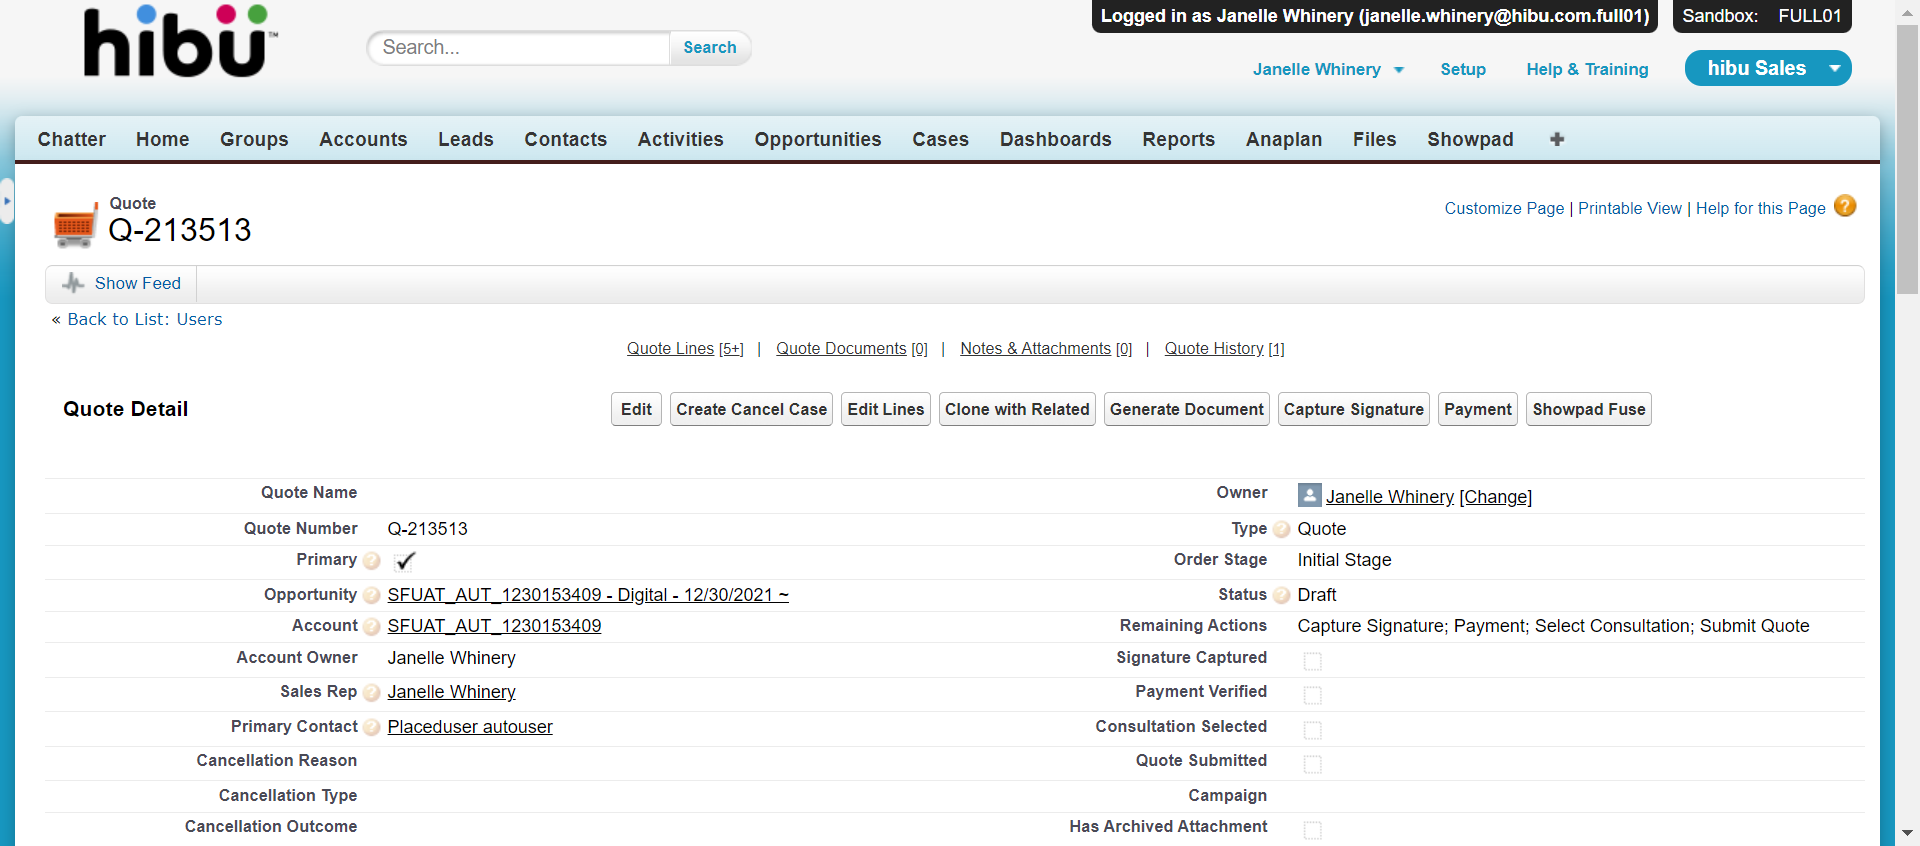 hibu™
Search...
Search
Logged in as Janelle Whinery (janelle.whinery@hibu.com.full01)
Sandbox: FULL01
Janelle Whinery
Setup
Help & Training
hibu Sales
Chatter Home Groups Accounts Leads Contacts Activities Opportunities Cases Dashboards Reports Anaplan Files Showpad
Quote
Q-213513
Customize Page | Printable View | Help for this Page ?
Show Feed
« Back to List: Users
Quote Lines [5+] | Quote Documents [0] | Notes & Attachments [0] | Quote History [1]
Quote Detail
Edit Create Cancel Case Edit Lines Clone with Related Generate Document Capture Signature Payment Showpad Fuse
Quote Name
Owner Janelle Whinery [Change]
Quote Number Q-213513
Type ? Quote
Primary ?
Order Stage Initial Stage
Opportunity ? SFUAT_AUT_1230153409 - Digital - 12/30/2021 ~
Status ? Draft
Account ? SFUAT_AUT_1230153409
Remaining Actions Capture Signature; Payment; Select Consultation; Submit Quote
Account Owner Janelle Whinery
Signature Captured
Sales Rep ? Janelle Whinery
Payment Verified
Primary Contact ? Placeduser autouser
Consultation Selected
Cancellation Reason
Quote Submitted
Cancellation Type
Campaign
Cancellation Outcome
Has Archived Attachment